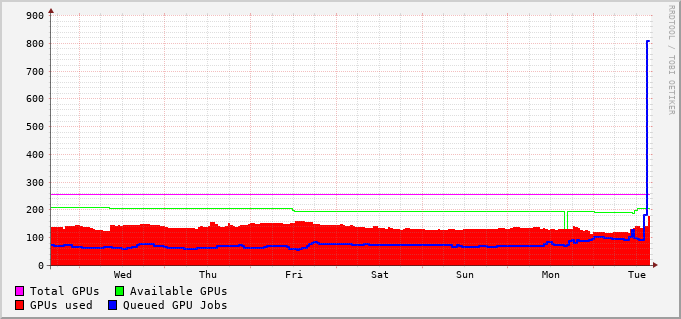 900
800
700
600
500
400
300
200
100
0
Wed Thu Fri Sat Sun Mon Tue
Total GPUs Available GPUs
GPUs used Queued GPU Jobs
RRDTOOL / TOBI OETIKER